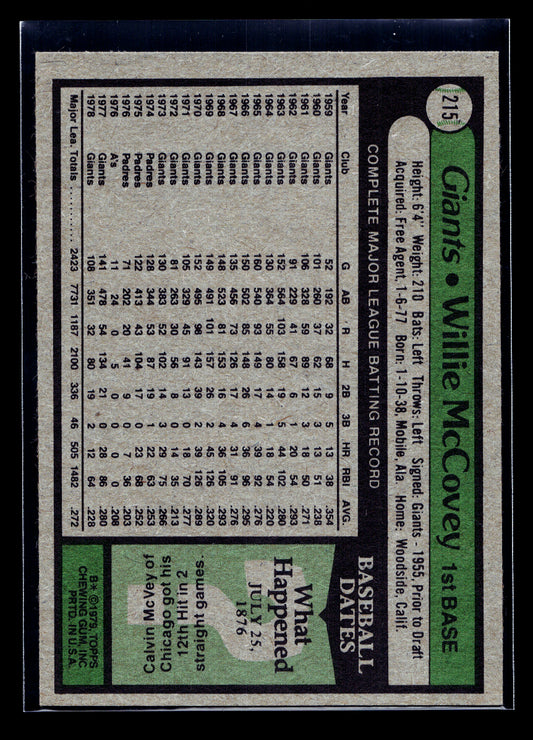 215
Giants • Willie McCovey 1st BASE
Height: 6'4" Weight: 210 Bats: Left Throws: Left Signed: Giants - 1955, Prior to Draft
Acquired: Free Agent, 1-6-77 Born: 1-10-38, Mobile, Ala Home: Woodside, Calif.
COMPLETE MAJOR LEAGUE BATTING RECORD
Year Club G AB R H 2B 3B HR RBI AVG.
1959 Giants 52 192 32 68 9 5 13 38 .354
1960 Giants 101 260 37 62 15 3 13 51 .238
1961 Giants 106 328 59 89 12 3 18 50 .271
1962 Giants 91 229 41 67 6 1 20 54 .293
1963 Giants 152 564 103 158 19 5 44 102 .280
1964 Giants 130 364 55 80 14 1 18 54 .220
1965 Giants 160 540 93 149 17 4 39 92 .276
1966 Giants 150 502 85 148 26 6 36 96 .295
1967 Giants 135 456 73 126 17 4 31 91 .276
1968 Giants 148 523 81 153 16 4 36 105 .293
1969 Giants 149 491 101 157 26 2 45 126 .320
1970 Giants 152 495 98 143 39 2 39 126 .289
1971 Giants 105 329 45 91 13 0 18 70 .277
1972 Giants 81 263 30 56 8 0 14 35 .213
1973 Giants 130 383 52 102 14 3 29 75 .266
1974 Padres 128 344 53 87 19 1 22 63 .253
1975 Padres 122 413 43 104 17 0 23 68 .252
1976 Padres 71 202 20 41 9 0 7 36 .203
1976 A's 11 24 0 5 0 0 0 0 .208
1977 Giants 141 478 54 134 21 0 28 86 .280
1978 Giants 108 351 32 80 19 2 12 64 .228
Major Lea. Totals .......... 2423 7731 1187 2100 336 46 505 1482 .272
BASEBALL
DATES
What
Happened
JULY 25,
1876
?
Calvin McVey of
Chicago got his
12th Hit in 2
straight games.
B* ©1979, TOPPS
CHEWING GUM, INC
PRTD. IN U.S.A.